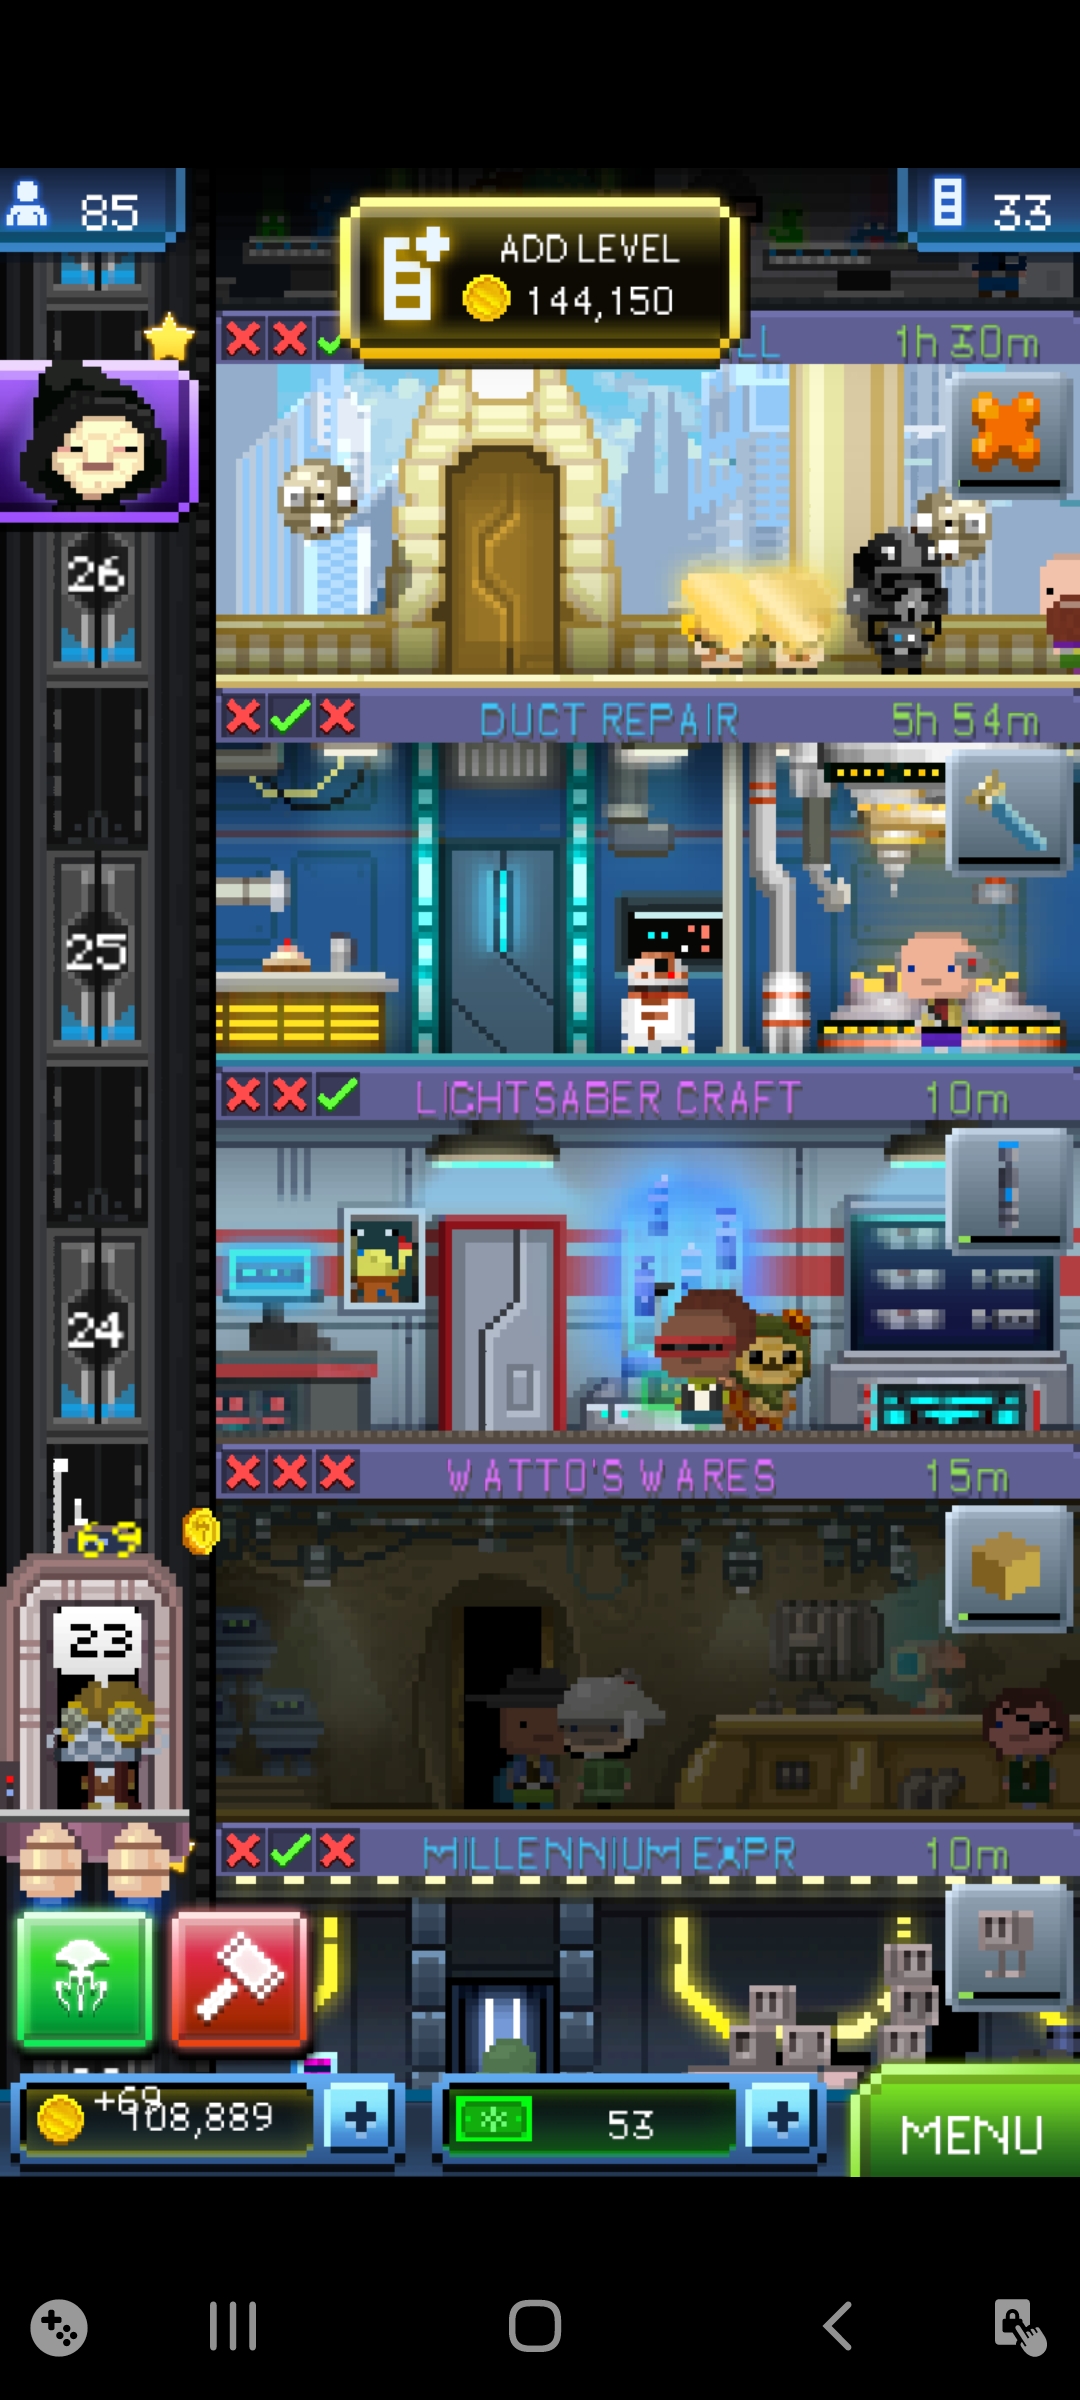 85
ADD LEVEL
144,150
33
LL
1h 30m
26
DUCT REPAIR
5h 54m
25
LIGHTSABER CRAFT
10m
24
WATTO'S WARES
15m
69
23
MILLENNIUM EXPR
10m
+69
108,889
53
MENU